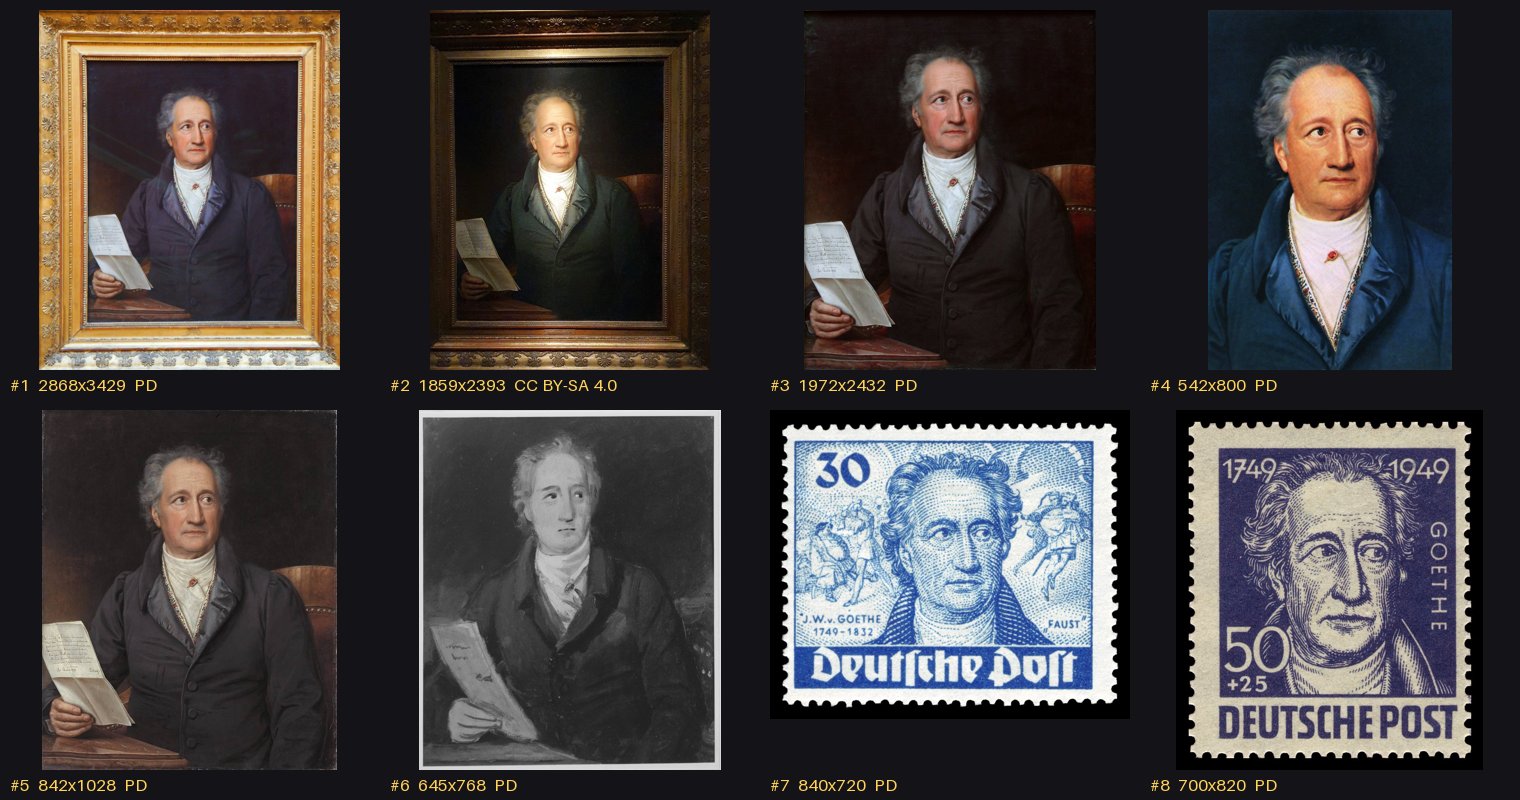 #1 2868x3429 PD
#2 1859x2393 CC BY-SA 4.0
#3 1972x2432 PD
#4 542x800 PD
30
"J.W.v. GOETHE
1749-1832
FAUST"
Deutsche Post
1749 1949
GOETHE
50
+25
DEUTSCHE POST
#5 842x1028 PD
#6 645x768 PD
#7 840x720 PD
#8 700x820 PD